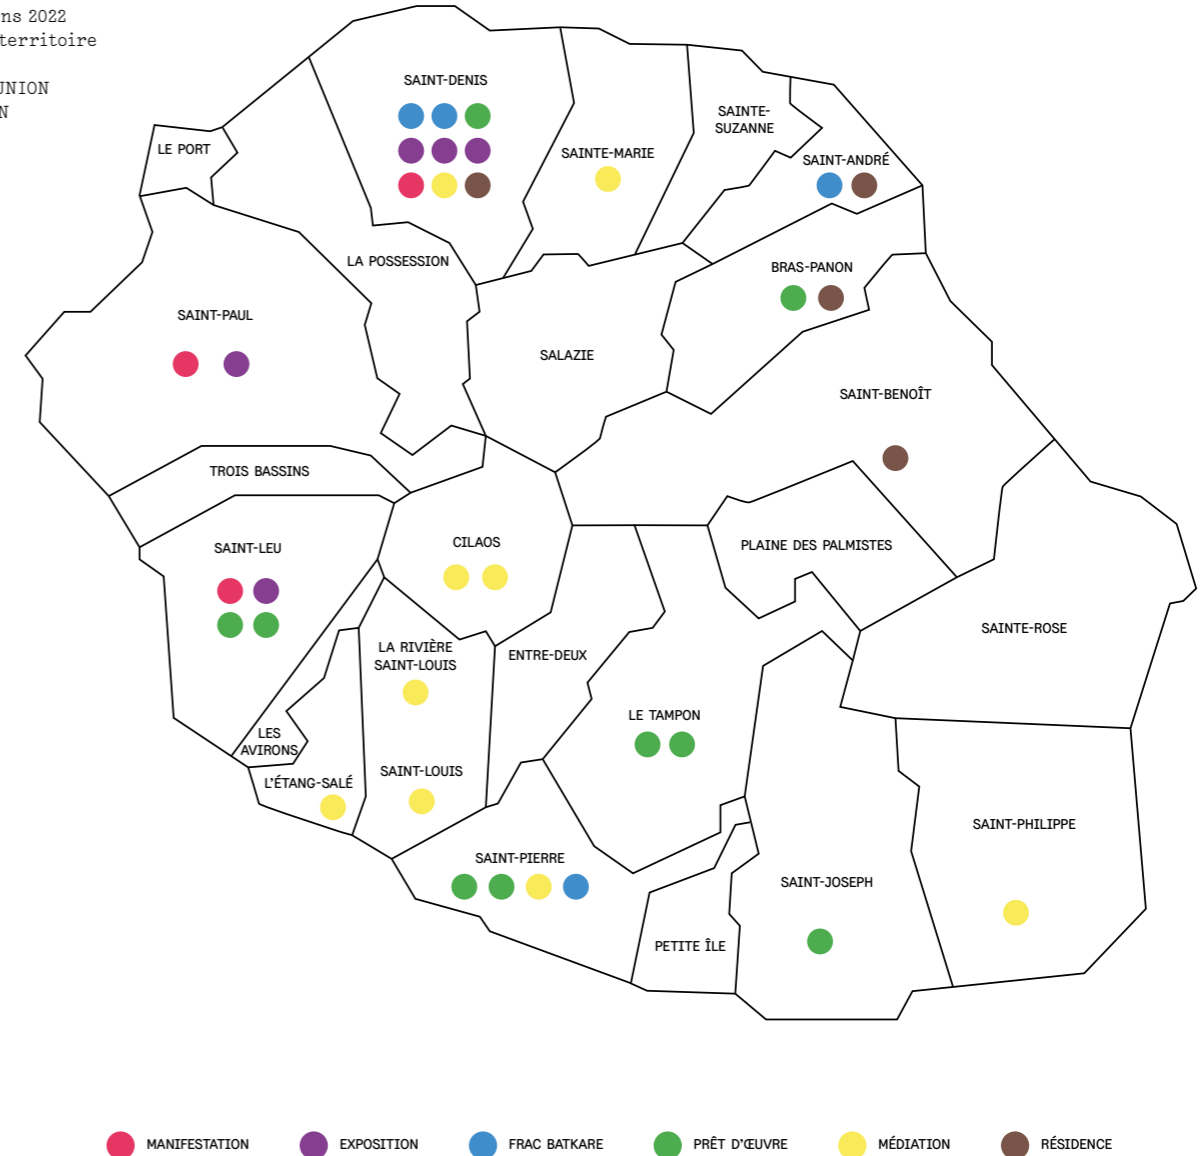 ns 2022
territoire
UNION
N
SAINT-DENIS
SAINTE-
SUZANNE
LE PORT
SAINTE-MARIE
SAINT-ANDRÉ
LA POSSESSION
BRAS-PANON
SAINT-PAUL
SALAZIE
SAINT-BENOÎT
TROIS BASSINS
CILAOS
PLAINE DES PALMISTES
SAINT-LEU
SAINTE-ROSE
LA RIVIÈRE
SAINT-LOUIS
ENTRE-DEUX
LE TAMPON
LES
AVIRONS
SAINT-LOUIS
L'ÉTANG-SALÉ
SAINT-PHILIPPE
SAINT-PIERRE
SAINT-JOSEPH
PETITE ÎLE
MANIFESTATION
EXPOSITION
FRAC BATKARE
PRÊT D'ŒUVRE
MÉDIATION
RÉSIDENCE